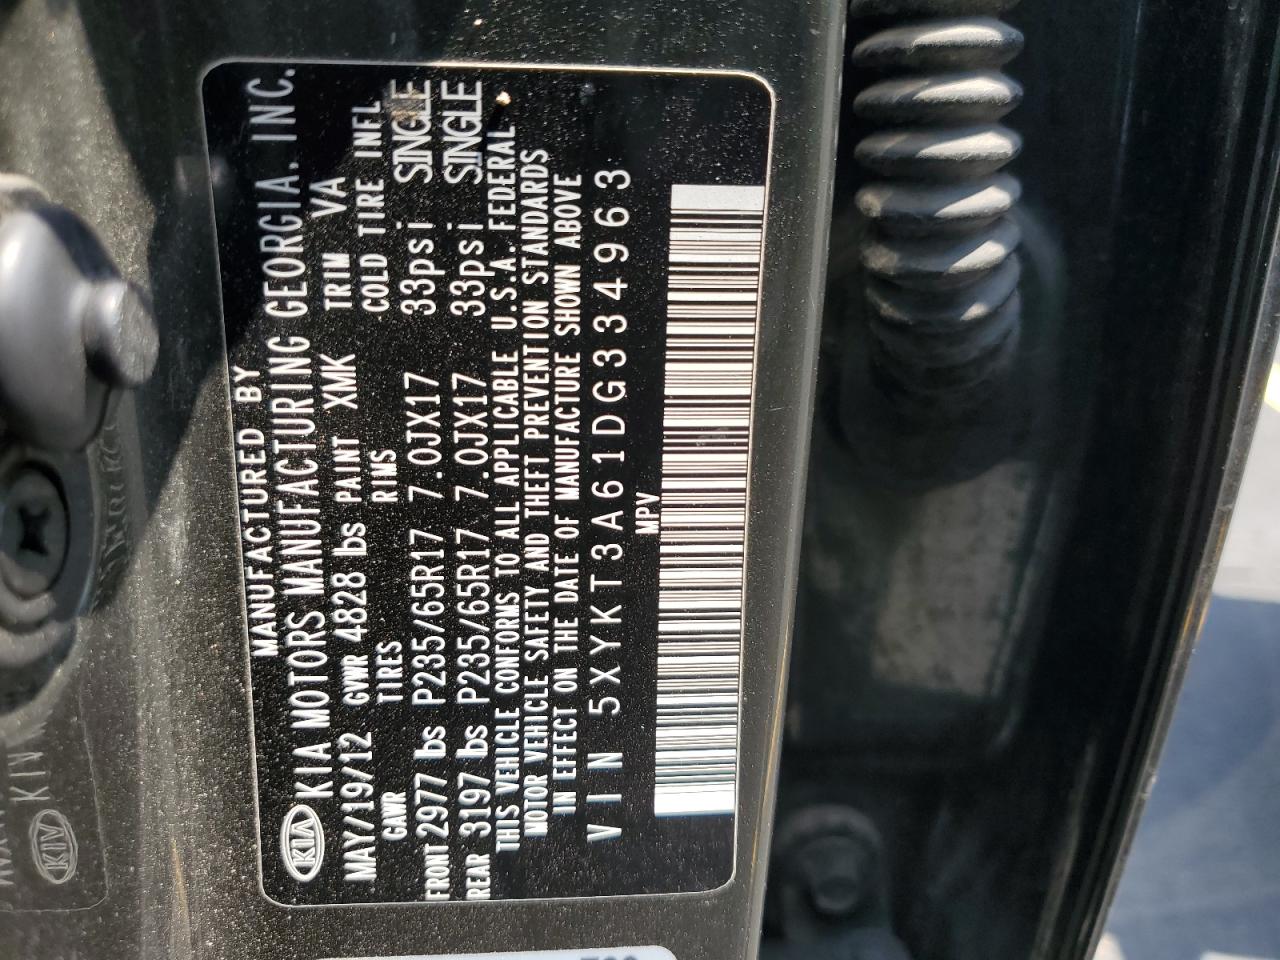 MANUFACTURED BY
KIA KIA MOTORS MANUFACTURING GEORGIA. INC.
MAY/19/12 GVWR 4828 lbs PAINT XMK TRIM VA
GAWR TIRES RIMS COLD TIRE INFL
FRONT 2977 lbs P235/65R17 7.0JX17 33psi SINGLE
REAR 3197 lbs P235/65R17 7.0JX17 33psi SINGLE
THIS VEHICLE CONFORMS TO ALL APPLICABLE U.S.A. FEDERAL
MOTOR VEHICLE SAFETY AND THEFT PREVENTION STANDARDS
IN EFFECT ON THE DATE OF MANUFACTURE SHOWN ABOVE
VIN 5XYKT3A61DG334963
MPV